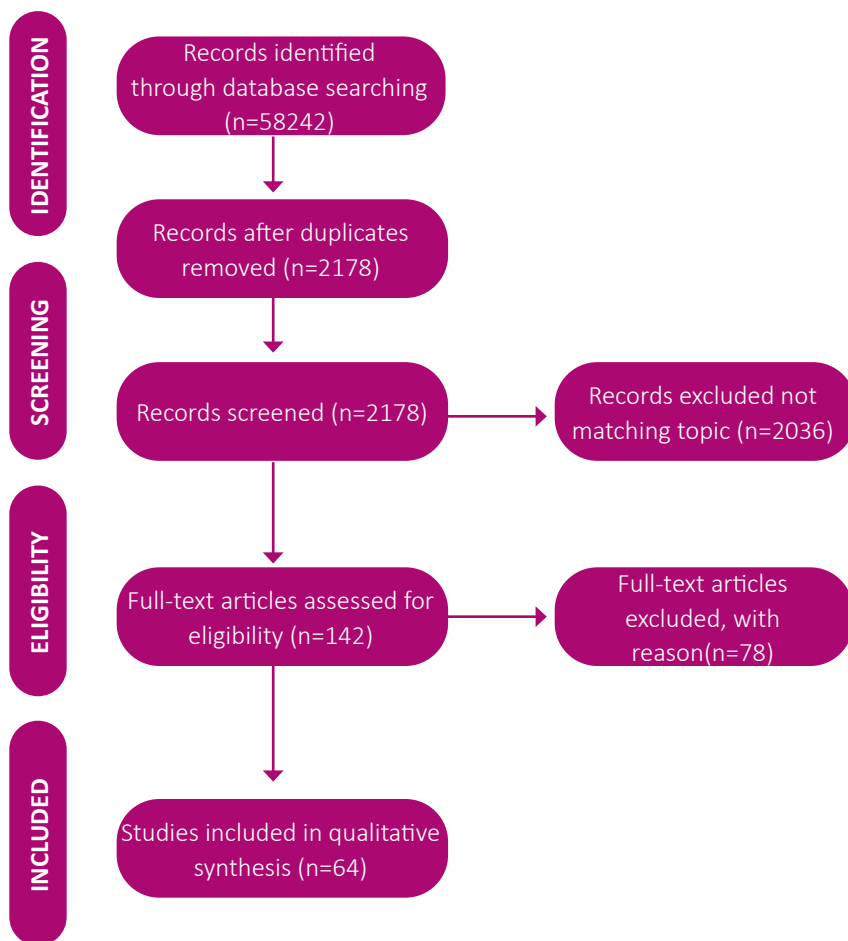 IDENTIFICATION
Records identified
through database searching
(n=58242)
Records after duplicates
removed (n=2178)
SCREENING
Records screened (n=2178)
Records excluded not
matching topic (n=2036)
ELIGIBILITY
Full-text articles assessed for
eligibility (n=142)
Full-text articles
excluded, with
reason(n=78)
INCLUDED
Studies included in qualitative
synthesis (n=64)